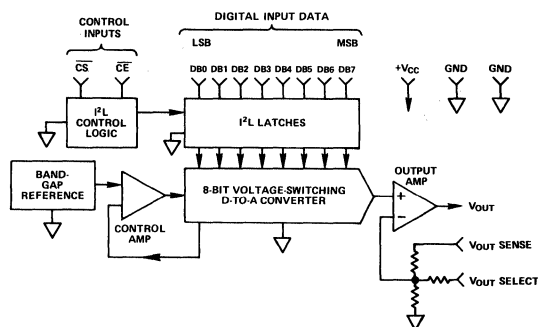 CONTROL INPUTS
DIGITAL INPUT DATA
LSB MSB
CS CE
DB0 DB1 DB2 DB3 DB4 DB5 DB6 DB7
+VCC GND GND
I²L CONTROL LOGIC
I²L LATCHES
BAND-GAP REFERENCE
CONTROL AMP
8-BIT VOLTAGE-SWITCHING D-TO-A CONVERTER
OUTPUT AMP
+
−
VOUT
VOUT SENSE
VOUT SELECT